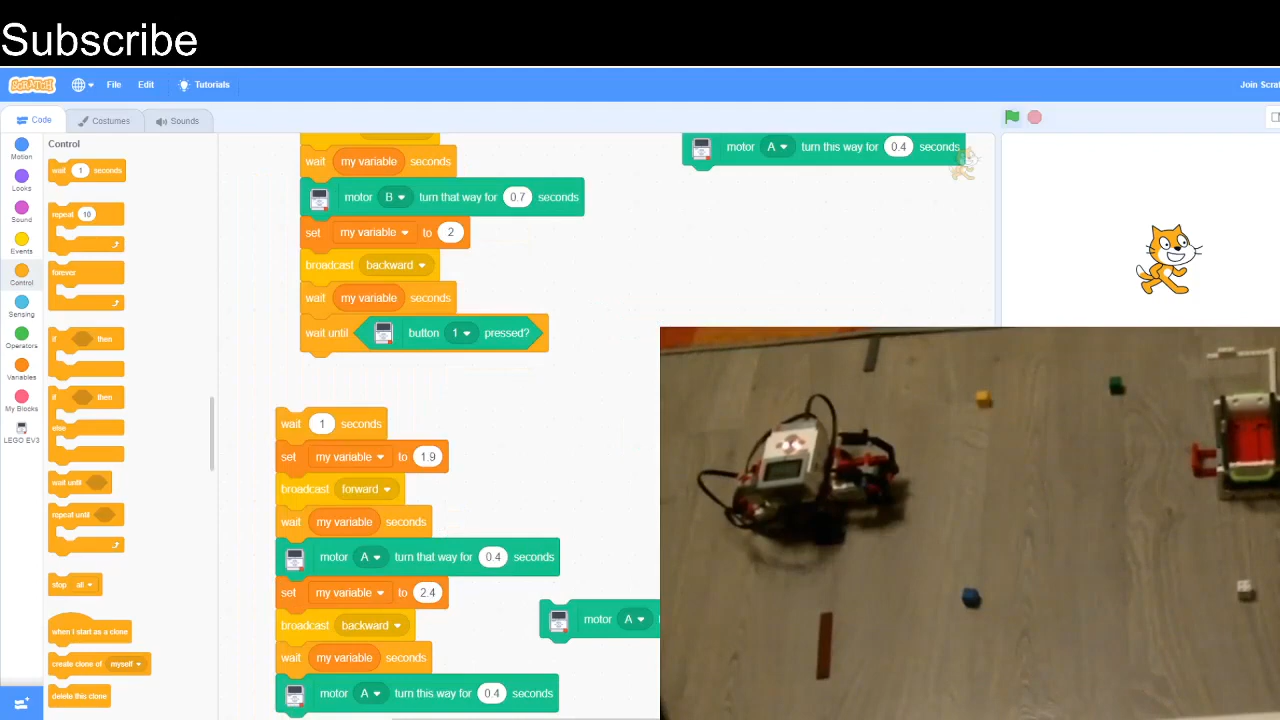 Subscribe
SCRATCH File Edit Tutorials Join Scrat
Code Costumes Sounds
Motion
Looks
Sound
Events
Control
Sensing
Operators
Variables
My Blocks
LEGO EV3
Control
wait 1 seconds
repeat 10
forever
if then
if then
else
wait until
repeat until
stop all
when I start as a clone
create clone of myself
delete this clone
wait my variable seconds
motor B turn that way for 0.7 seconds
set my variable to 2
broadcast backward
wait my variable seconds
wait until button 1 pressed?
wait 1 seconds
set my variable to 1.9
broadcast forward
wait my variable seconds
motor A turn that way for 0.4 seconds
set my variable to 2.4
broadcast backward
wait my variable seconds
motor A turn this way for 0.4 seconds
motor A turn this way for 0.4 seconds
motor A